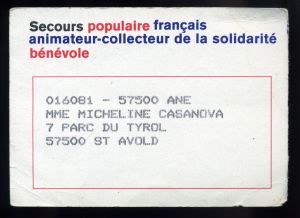 Secours populaire français
animateur-collecteur de la solidarité
bénévole
016081 - 57500 ANE
MME MICHELINE CASANOVA
7 PARC DU TYROL
57500 ST AVOLD